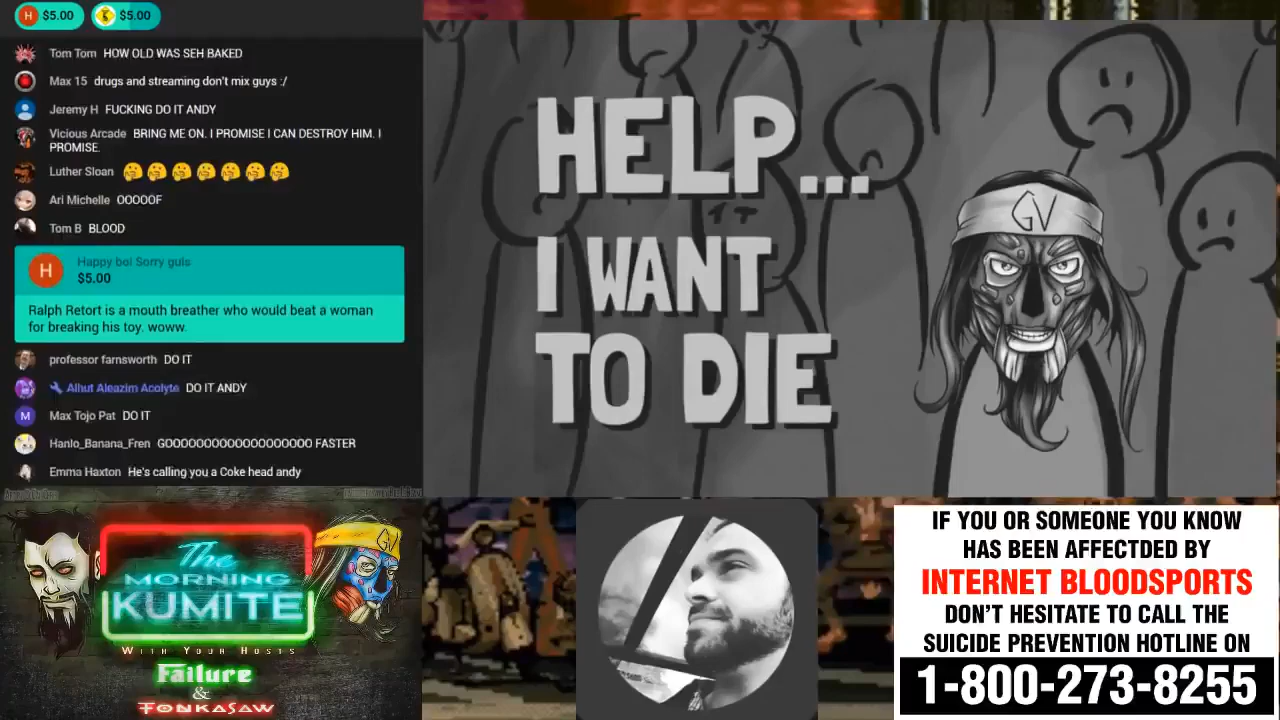 H $5.00
$5.00
Tom Tom HOW OLD WAS SEH BAKED
Max 15 drugs and streaming don't mix guys :/
Jeremy H FUCKING DO IT ANDY
Vicious Arcade BRING ME ON. I PROMISE I CAN DESTROY HIM. I
PROMISE.
Luther Sloan 🤔🤔🤔🤔🤔🤔🤔
Ari Michelle OOOOOF
Tom B BLOOD
H
Happy boi Sorry guis
$5.00
Ralph Retort is a mouth breather who would beat a woman
for breaking his toy. woww.
professor farnsworth DO IT
Alhut Aleazim Acolyte DO IT ANDY
M Max Tojo Pat DO IT
Hanlo_Banana_Fren GOOOOOOOOOOOOOOOOOOO FASTER
Emma Haxton He's calling you a Coke head andy
HELP...
I WANT
TO DIE
GV
The
MORNING
KUMITE
GV
WITH YOUR HOSTS
Failure
&
TONKASAW
IF YOU OR SOMEONE YOU KNOW
HAS BEEN AFFECTDED BY
INTERNET BLOODSPORTS
DON'T HESITATE TO CALL THE
SUICIDE PREVENTION HOTLINE ON
1-800-273-8255